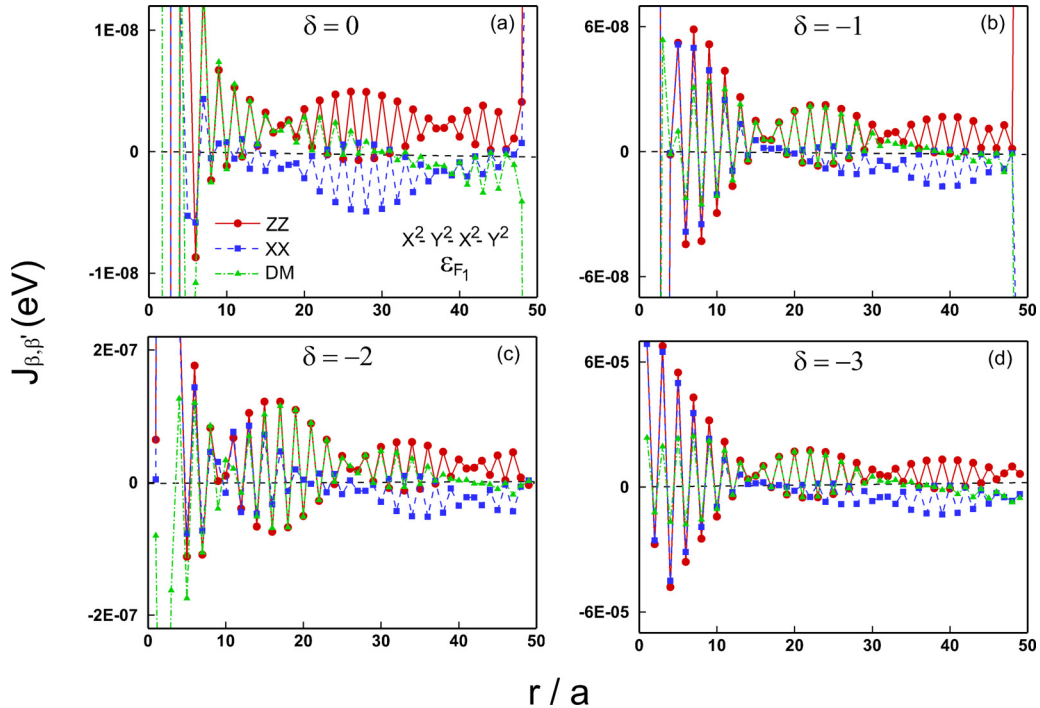 J_β,β' (eV)
(a)
δ = 0
1E-08
0
-1E-08
ZZ
XX
DM
X²- Y²- X²- Y²
ε_F₁
0 10 20 30 40 50
(b)
δ = −1
6E-08
0
-6E-08
0 10 20 30 40 50
(c)
δ = −2
2E-07
0
-2E-07
0 10 20 30 40 50
(d)
δ = −3
6E-05
0
-6E-05
0 10 20 30 40 50
r / a